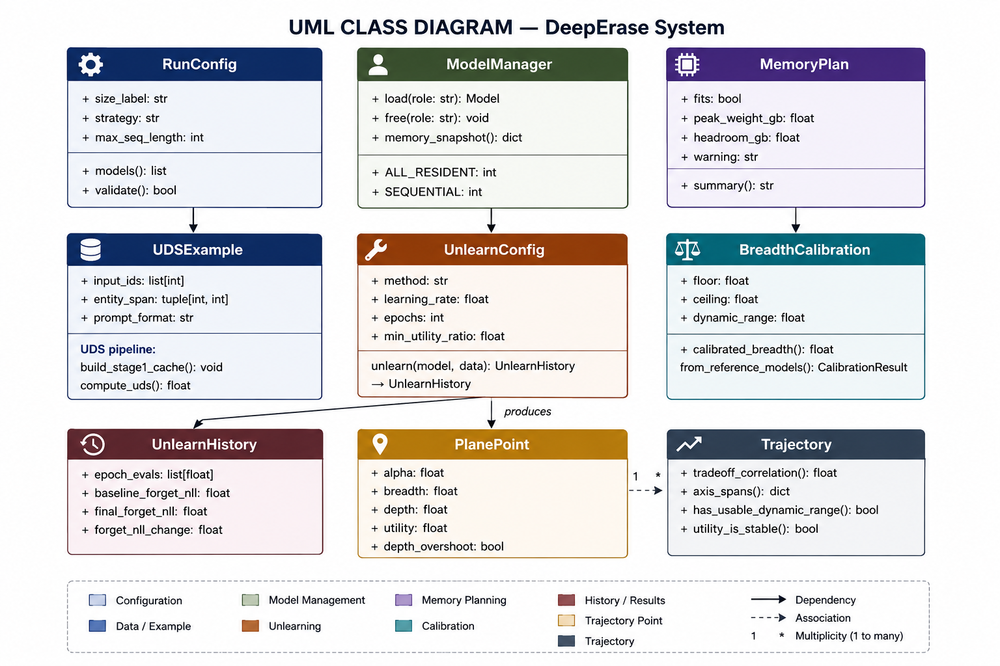 UML CLASS DIAGRAM — DeepErase System
RunConfig
+ size_label: str
+ strategy: str
+ max_seq_length: int
+ models(): list
+ validate(): bool
ModelManager
+ load(role: str): Model
+ free(role: str): void
+ memory_snapshot(): dict
+ ALL_RESIDENT: int
+ SEQUENTIAL: int
MemoryPlan
+ fits: bool
+ peak_weight_gb: float
+ headroom_gb: float
+ warning: str
+ summary(): str
UDSExample
+ input_ids: list[int]
+ entity_span: tuple[int, int]
+ prompt_format: str
UDS pipeline:
build_stage1_cache(): void
compute_uds(): float
UnlearnConfig
+ method: str
+ learning_rate: float
+ epochs: int
+ min_utility_ratio: float
unlearn(model, data): UnlearnHistory
→ UnlearnHistory
BreadthCalibration
+ floor: float
+ ceiling: float
+ dynamic_range: float
+ calibrated_breadth(): float
from_reference_models(): CalibrationResult
produces
UnlearnHistory
+ epoch_evals: list[float]
+ baseline_forget_nll: float
+ final_forget_nll: float
+ forget_nll_change: float
PlanePoint
+ alpha: float
+ breadth: float
+ depth: float
+ utility: float
+ depth_overshoot: bool
1 *
Trajectory
+ tradeoff_correlation(): float
+ axis_spans(): dict
+ has_usable_dynamic_range(): bool
+ utility_is_stable(): bool
Configuration
Data / Example
Model Management
Unlearning
Memory Planning
Calibration
History / Results
Trajectory Point
Trajectory
Dependency
Association
1 * Multiplicity (1 to many)